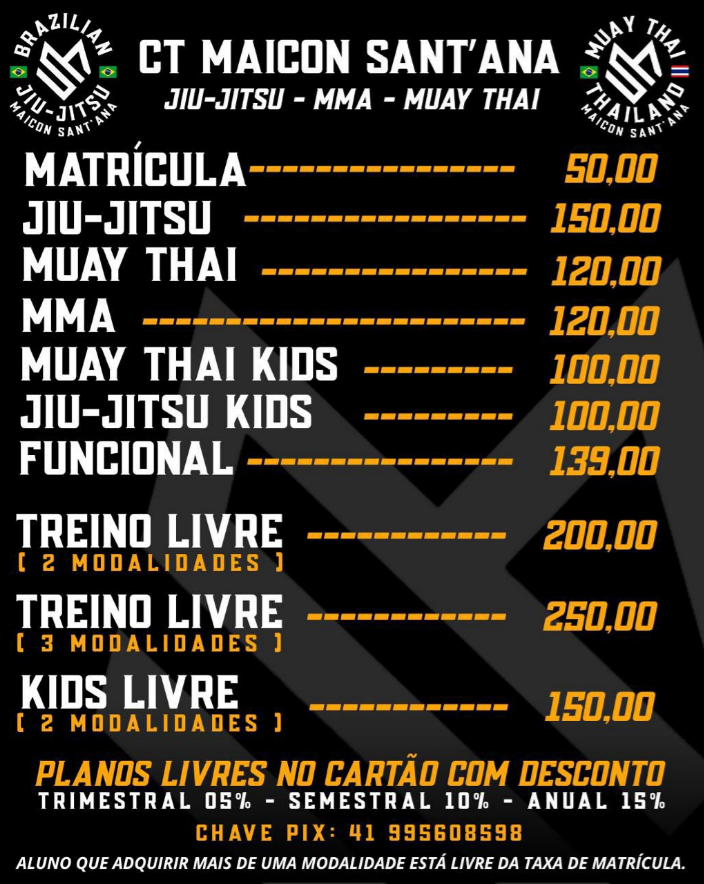 BRAZILIAN
JIU-JITSU
MAICON SANT'ANA
CT MAICON SANT'ANA
JIU-JITSU - MMA - MUAY THAI
MUAY THAI
THAILAND
MAICON SANT'ANA
MATRÍCULA--------------- 50,00
JIU-JITSU ---------------- 150,00
MUAY THAI --------------- 120,00
MMA ---------------------- 120,00
MUAY THAI KIDS --------- 100,00
JIU-JITSU KIDS --------- 100,00
FUNCIONAL --------------- 139,00
TREINO LIVRE ------------ 200,00
[ 2 MODALIDADES ]
TREINO LIVRE ------------ 250,00
[ 3 MODALIDADES ]
KIDS LIVRE ------------ 150,00
[ 2 MODALIDADES ]
PLANOS LIVRES NO CARTÃO COM DESCONTO
TRIMESTRAL 05% - SEMESTRAL 10% - ANUAL 15%
CHAVE PIX: 41 995608598
ALUNO QUE ADQUIRIR MAIS DE UMA MODALIDADE ESTÁ LIVRE DA TAXA DE MATRÍCULA.